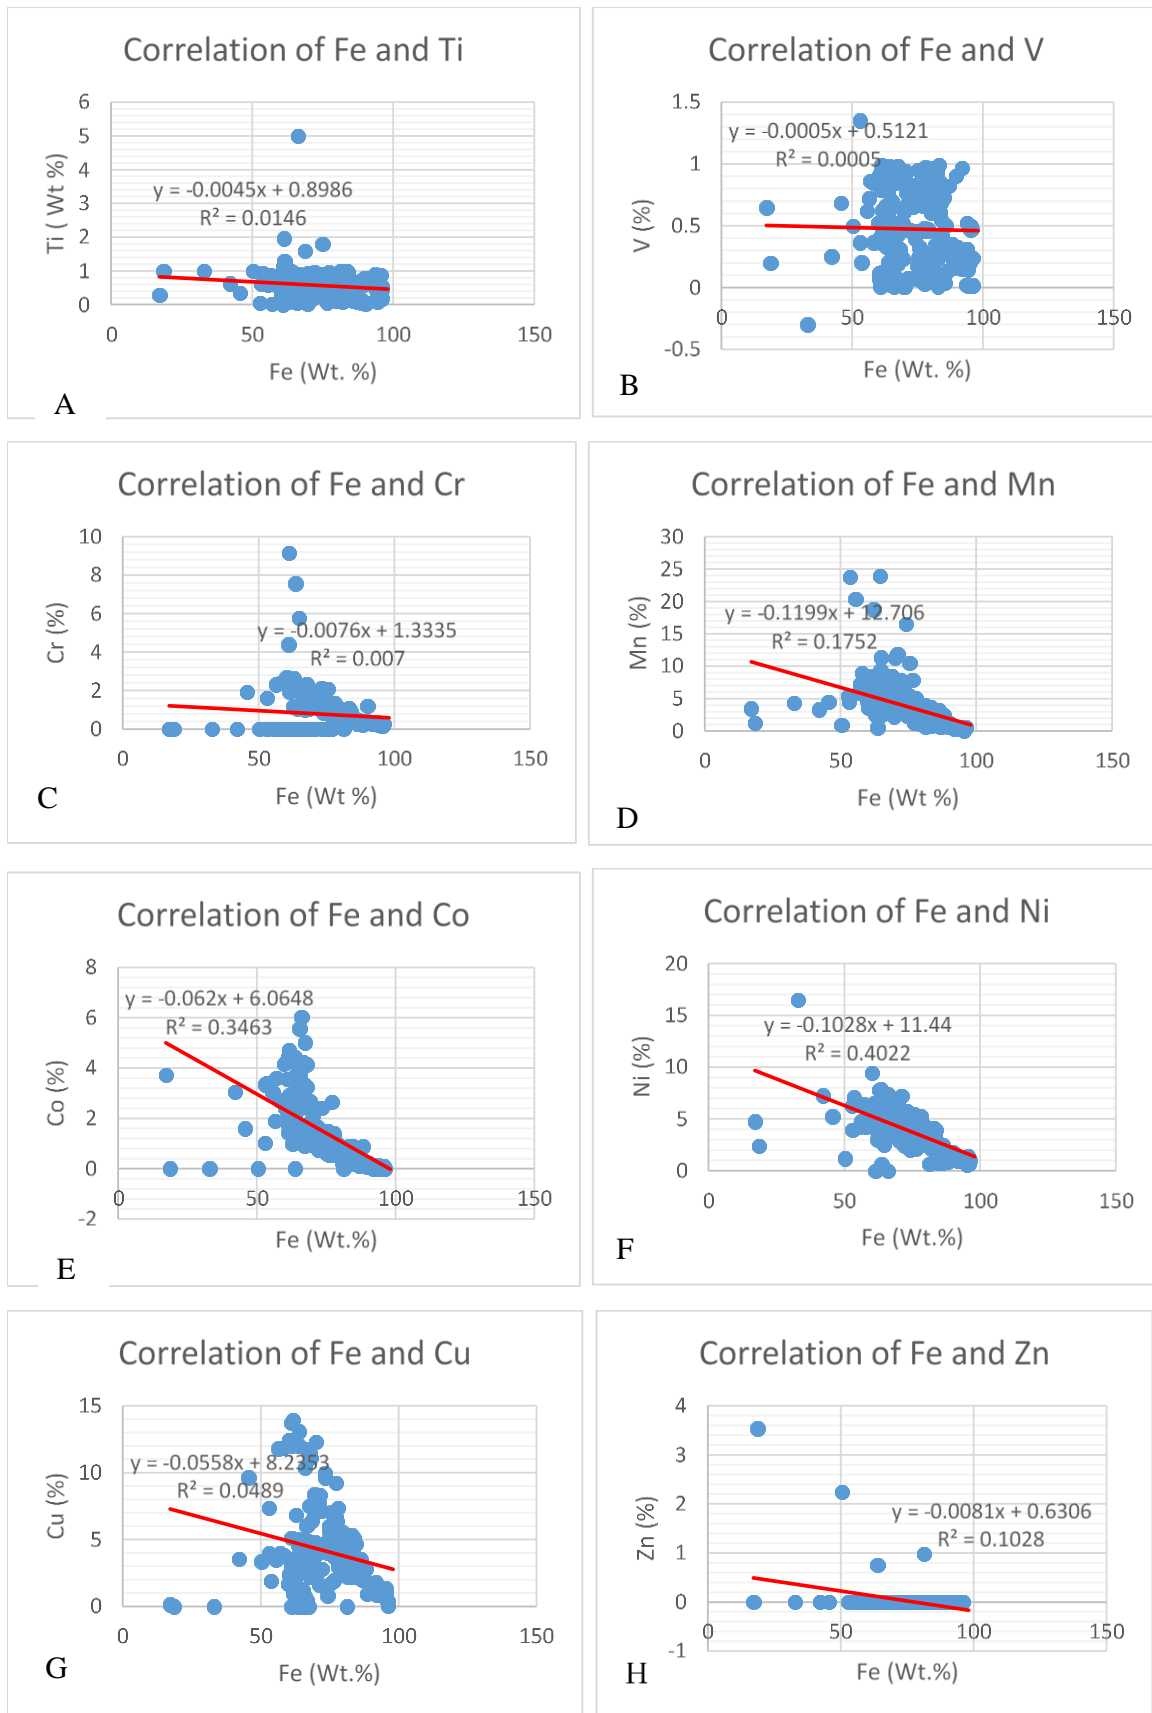 Correlation of Fe and Ti
6
5
4
3
2
1
0
Ti ( Wt %)
y = -0.0045x + 0.8986
R² = 0.0146
0 50 100 150
Fe (Wt. %)
A
Correlation of Fe and V
1.5
1
0.5
0
-0.5
V (%)
y = -0.0005x + 0.5121
R² = 0.0005
0 50 100 150
Fe (Wt. %)
B
Correlation of Fe and Cr
10
8
6
4
2
0
Cr (%)
y = -0.0076x + 1.3335
R² = 0.007
0 50 100 150
Fe (Wt %)
C
Correlation of Fe and Mn
30
25
20
15
10
5
0
Mn (%)
y = -0.1199x + 12.706
R² = 0.1752
0 50 100 150
Fe (Wt %)
D
Correlation of Fe and Co
8
6
4
2
0
-2
Co (%)
y = -0.062x + 6.0648
R² = 0.3463
0 50 100 150
Fe (Wt.%)
E
Correlation of Fe and Ni
20
15
10
5
0
Ni (%)
y = -0.1028x + 11.44
R² = 0.4022
0 50 100 150
Fe (Wt.%)
F
Correlation of Fe and Cu
15
10
5
0
Cu (%)
y = -0.0558x + 8.2353
R² = 0.0489
0 50 100 150
Fe (Wt.%)
G
Correlation of Fe and Zn
4
3
2
1
0
-1
Zn (%)
y = -0.0081x + 0.6306
R² = 0.1028
0 50 100 150
Fe (Wt.%)
H